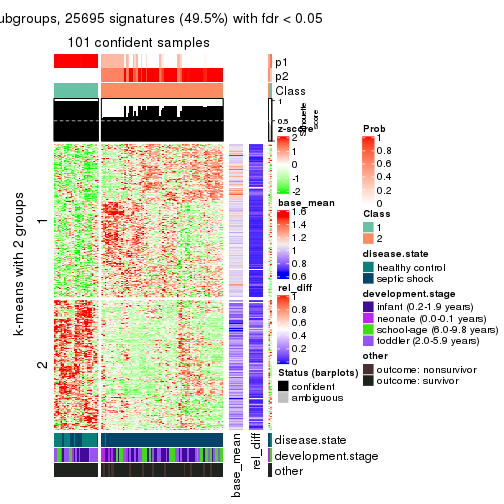 ubgroups, 25695 signatures (49.5%) with fdr < 0.05
101 confident samples
p1
p2
Class
1
0.5
0
Silhouette
score
k-means with 2 groups
1
2
z-score
2
1
0
-1
-2
base_mean
1.6
1.4
1.2
1
0.8
0.6
rel_diff
1
0.8
0.6
0.4
0.2
0
Status (barplots)
confident
ambiguous
Prob
1
0.8
0.6
0.4
0.2
0
Class
1
2
disease.state
healthy control
septic shock
development.stage
infant (0.2-1.9 years)
neonate (0.0-0.1 years)
school-age (6.0-9.8 years)
toddler (2.0-5.9 years)
other
outcome: nonsurvivor
outcome: survivor
disease.state
development.stage
other
base_mean
rel_diff